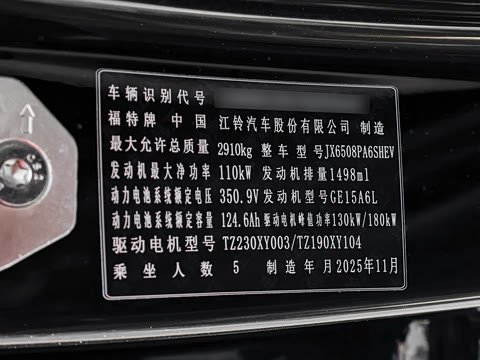 车辆识别代号
福特牌 中国 江铃汽车股份有限公司 制造
最大允许总质量 2910kg 整车型号JX6508PA6SHEV
发动机最大净功率 110kW 发动机排量1498ml
动力电池系统额定电压 350.9V 发动机型号GE15A6L
动力电池系统额定容量 124.6Ah 驱动电机峰值功率130kW/180kW
驱动电机型号 TZ230XY003/TZ190XY104
乘坐人数 5 制造年月2025年11月